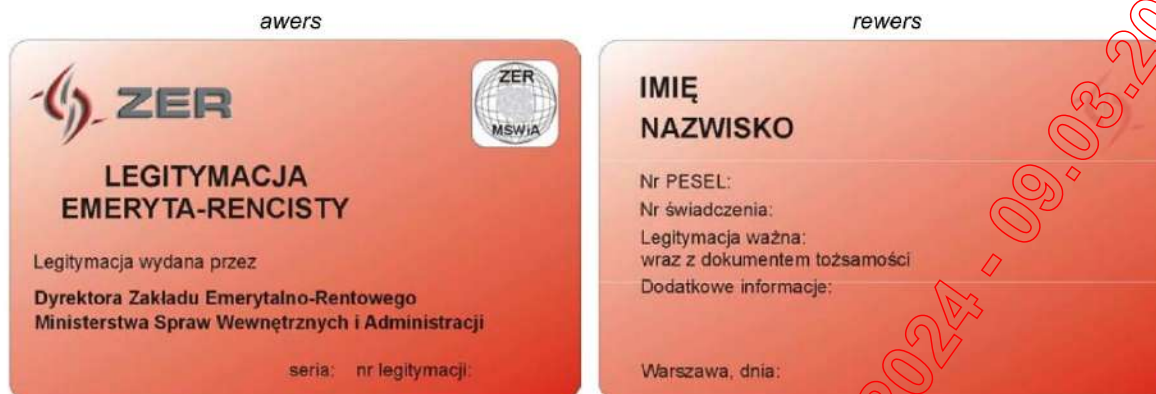 awers
ZER
ZER
MSWiA
LEGITYMACJA
EMERYTA-RENCISTY
Legitymacja wydana przez
Dyrektora Zakładu Emerytalno-Rentowego
Ministerstwa Spraw Wewnętrznych i Administracji
seria: nr legitymacji:
rewers
IMIĘ
NAZWISKO
Nr PESEL:
Nr świadczenia:
Legitymacja ważna:
wraz z dokumentem tożsamości
Dodatkowe informacje:
Warszawa, dnia:
2024 - 09.03.20